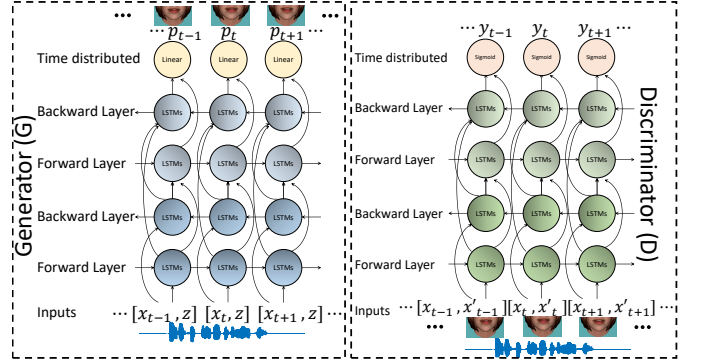 Generator (G)
... p_{t-1} p_t p_{t+1} ...
Time distributed Linear Linear Linear
Backward Layer LSTMs LSTMs LSTMs
Forward Layer LSTMs LSTMs LSTMs
Backward Layer LSTMs LSTMs LSTMs
Forward Layer LSTMs LSTMs LSTMs
Inputs ... [x_{t-1}, z] [x_t, z] [x_{t+1}, z] ...
Discriminator (D)
... y_{t-1} y_t y_{t+1} ...
Time distributed Sigmoid Sigmoid Sigmoid
Backward Layer LSTMs LSTMs LSTMs
Forward Layer LSTMs LSTMs LSTMs
Backward Layer LSTMs LSTMs LSTMs
Forward Layer LSTMs LSTMs LSTMs
Inputs ... [x_{t-1}, x'_{t-1}][x_t, x'_t][x_{t+1}, x'_{t+1}] ...